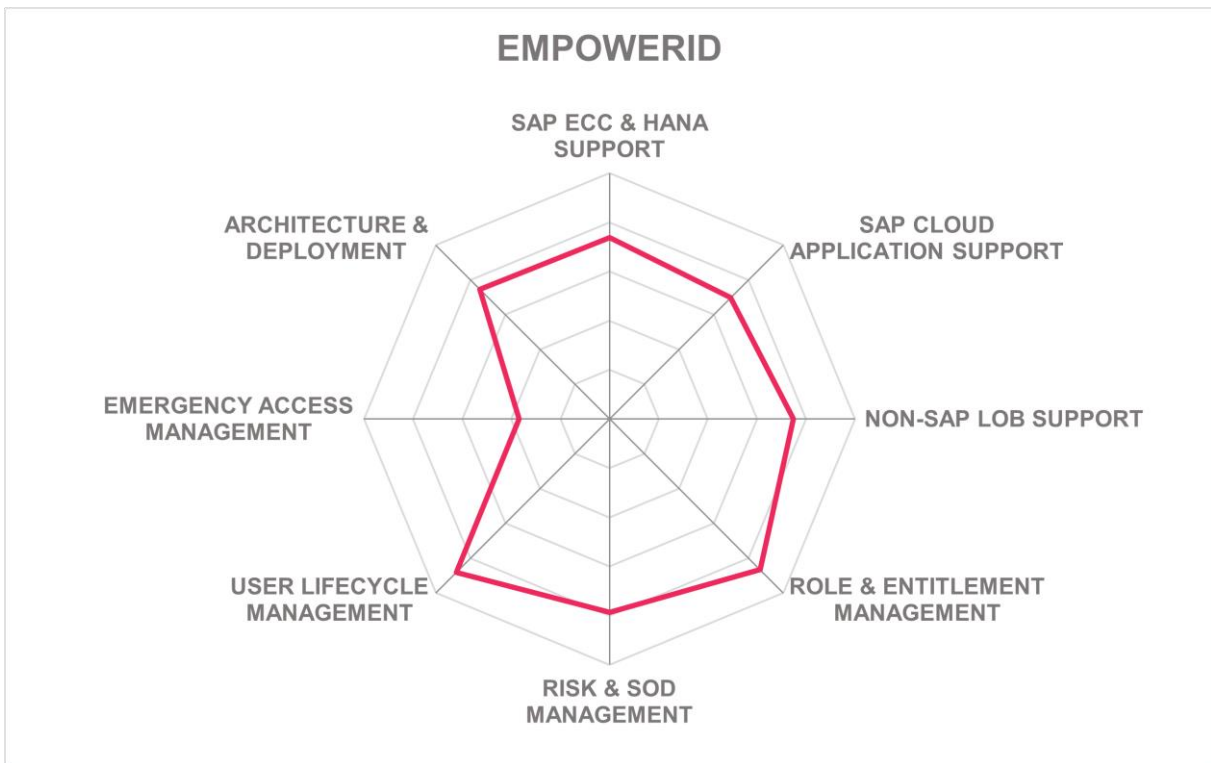 EMPOWERID
SAP ECC & HANA
SUPPORT
SAP CLOUD
APPLICATION SUPPORT
NON-SAP LOB SUPPORT
ROLE & ENTITLEMENT
MANAGEMENT
RISK & SOD
MANAGEMENT
USER LIFECYCLE
MANAGEMENT
EMERGENCY ACCESS
MANAGEMENT
ARCHITECTURE &
DEPLOYMENT